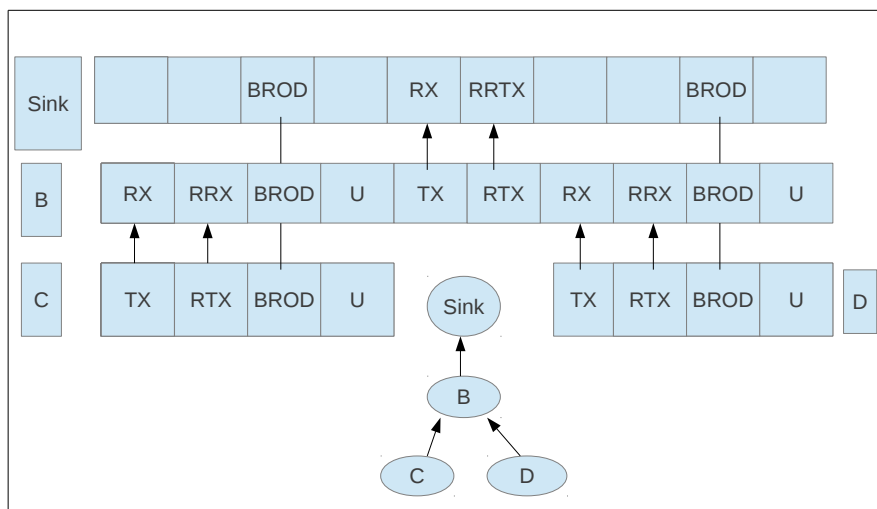 Sink BROD RX RRTX BROD
B RX RRX BROD U TX RTX RX RRX BROD U
C TX RTX BROD U TX RTX BROD U D
Sink
B
C D